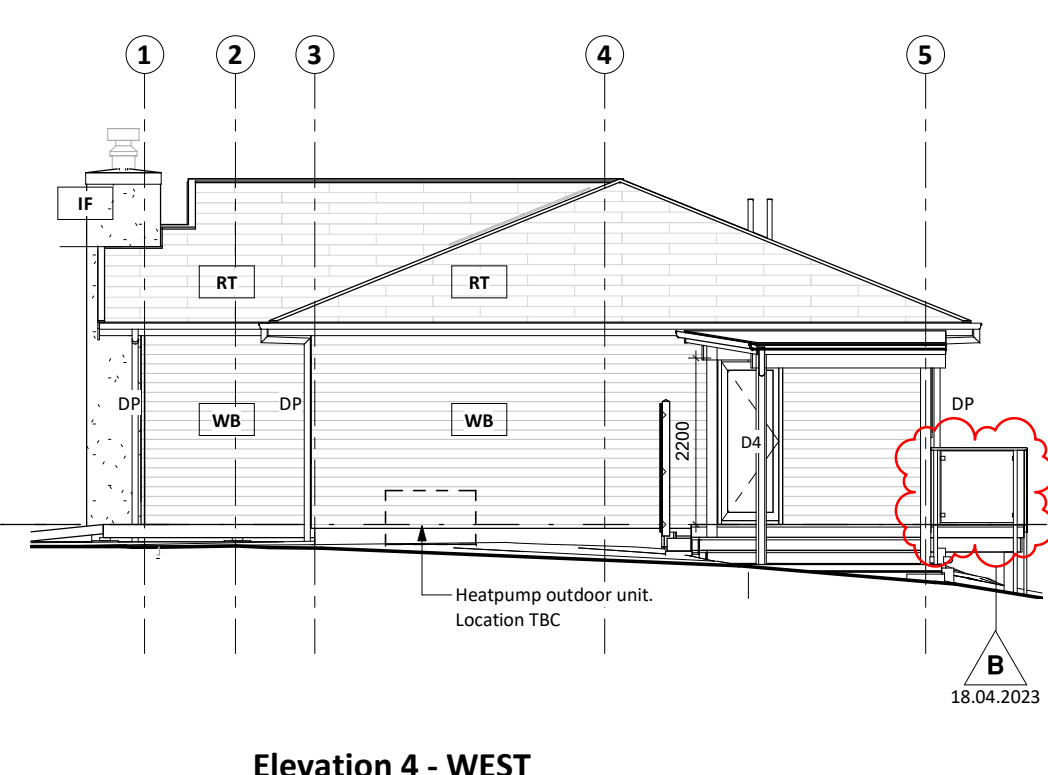 1
2
3
4
5
IF
RT
RT
DP
WB
DP
WB
2200
D4
DP
Heatpump outdoor unit.
Location TBC
B
18.04.2023
Elevation 4 - WEST